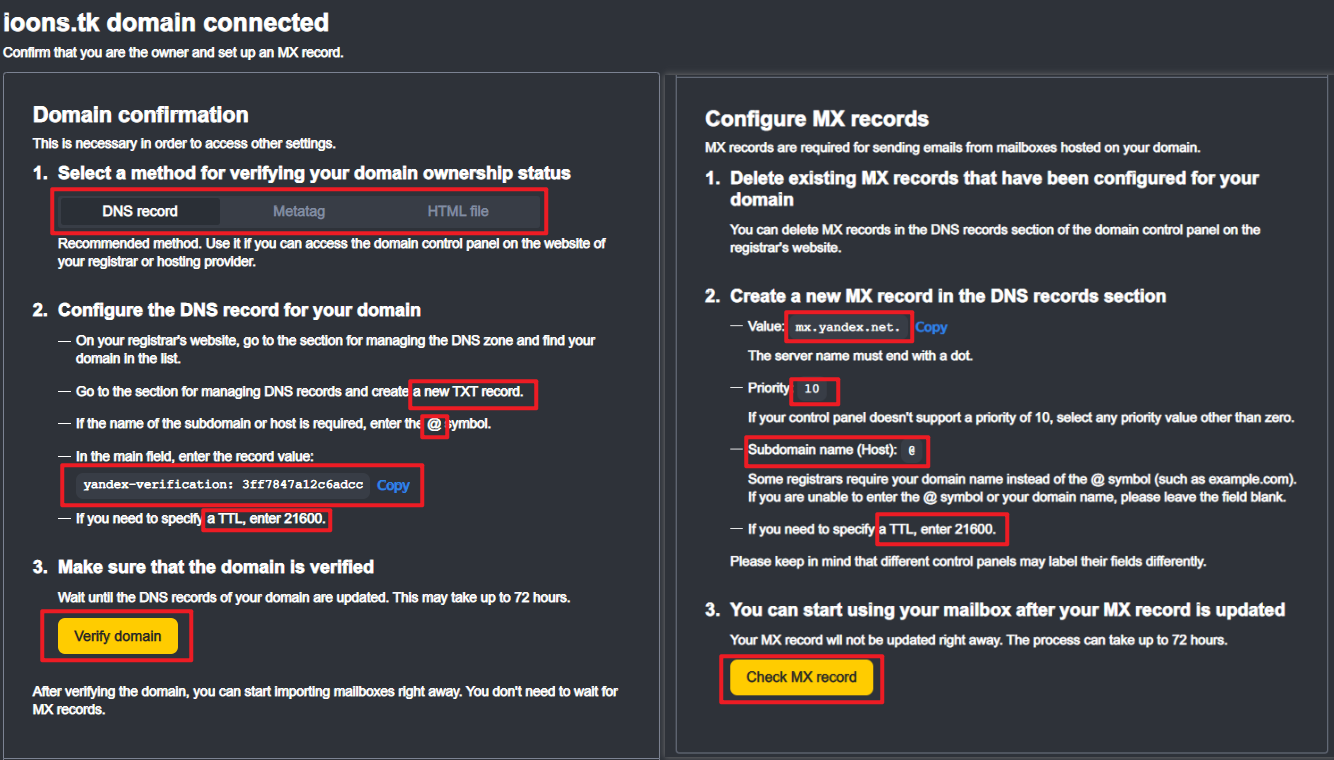 ioons.tk domain connected
Confirm that you are the owner and set up an MX record.
Domain confirmation
This is necessary in order to access other settings.
1. Select a method for verifying your domain ownership status
DNS record Metatag HTML file
Recommended method. Use it if you can access the domain control panel on the website of
your registrar or hosting provider.
2. Configure the DNS record for your domain
— On your registrar's website, go to the section for managing the DNS zone and find your
domain in the list.
— Go to the section for managing DNS records and create a new TXT record.
— If the name of the subdomain or host is required, enter the @ symbol.
— In the main field, enter the record value:
yandex-verification: 3ff7847a12c6adcc Copy
— If you need to specify a TTL, enter 21600.
3. Make sure that the domain is verified
Wait until the DNS records of your domain are updated. This may take up to 72 hours.
Verify domain
After verifying the domain, you can start importing mailboxes right away. You don't need to wait for
MX records.
Configure MX records
MX records are required for sending emails from mailboxes hosted on your domain.
1. Delete existing MX records that have been configured for your
domain
You can delete MX records in the DNS records section of the domain control panel on the
registrar's website.
2. Create a new MX record in the DNS records section
— Value: mx.yandex.net. Copy
The server name must end with a dot.
— Priority 10
If your control panel doesn't support a priority of 10, select any priority value other than zero.
— Subdomain name (Host): @
Some registrars require your domain name instead of the @ symbol (such as example.com).
If you are unable to enter the @ symbol or your domain name, please leave the field blank.
— If you need to specify a TTL, enter 21600.
Please keep in mind that different control panels may label their fields differently.
3. You can start using your mailbox after your MX record is updated
Your MX record wll not be updated right away. The process can take up to 72 hours.
Check MX record